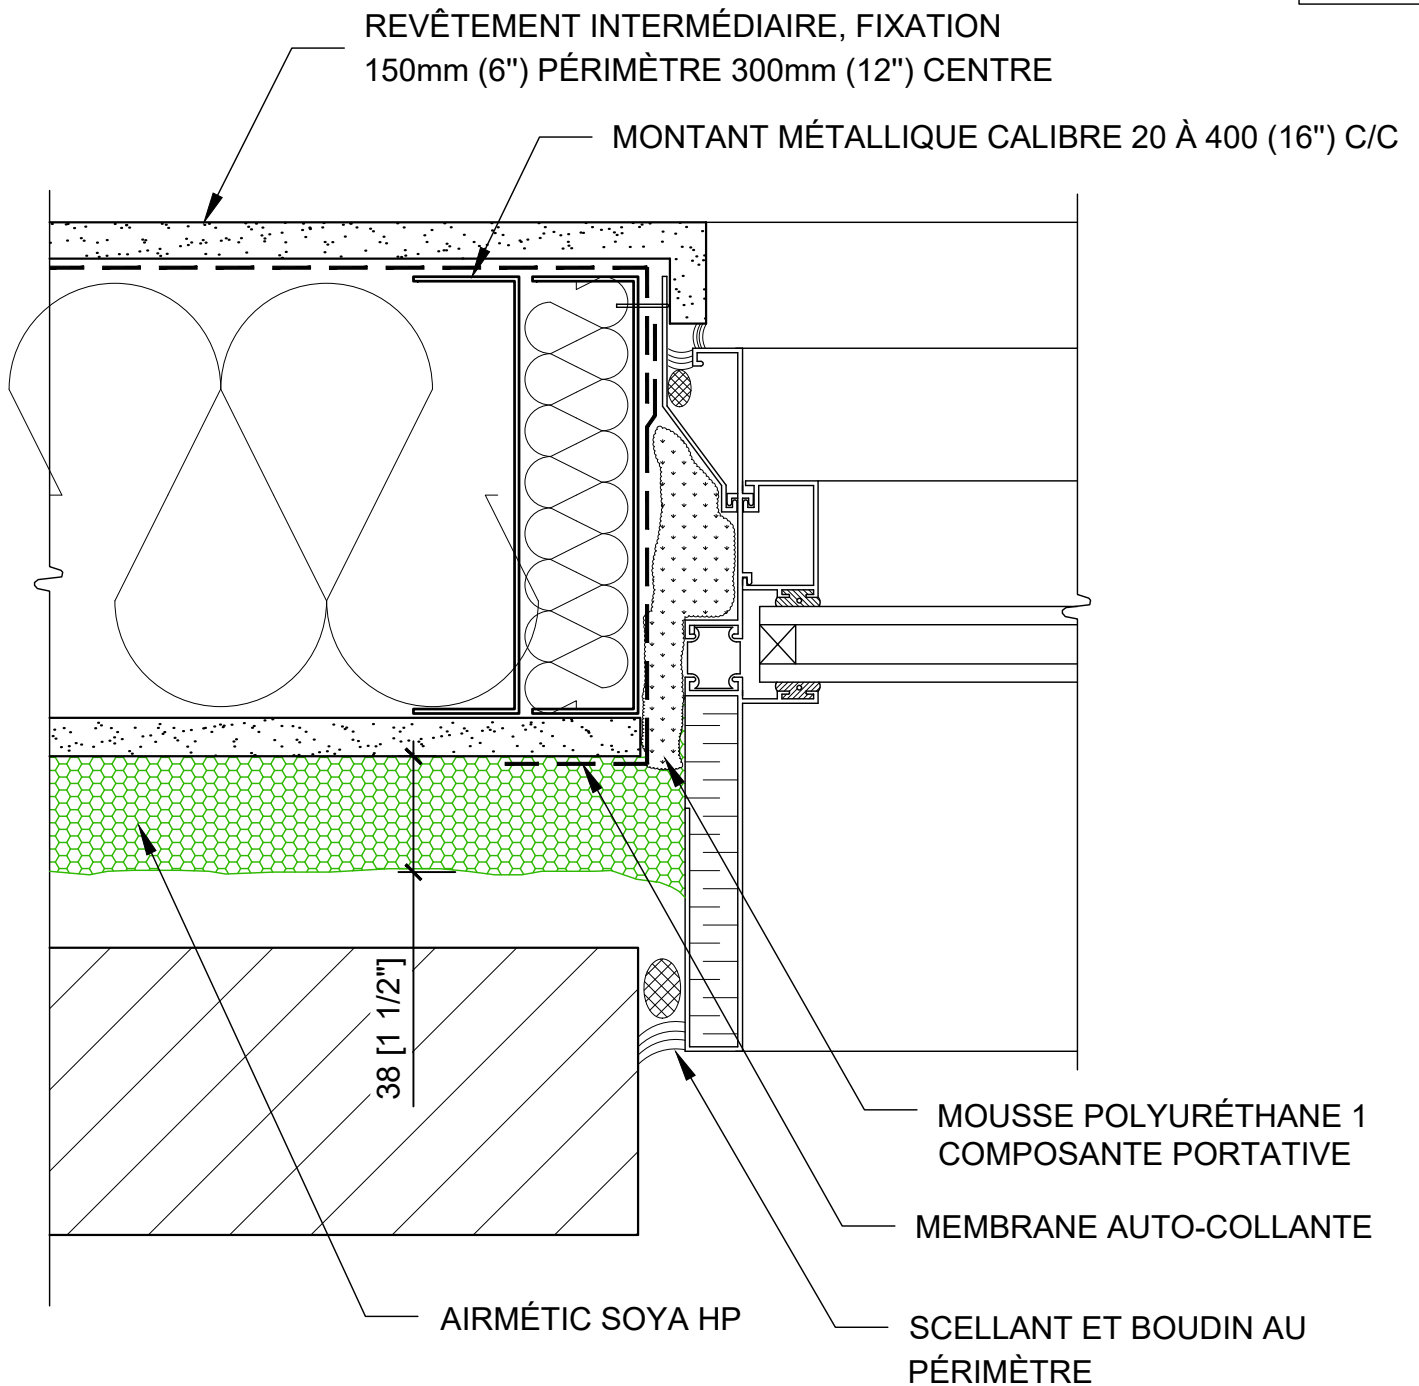 REVÊTEMENT INTERMÉDIAIRE, FIXATION
150mm (6") PÉRIMÈTRE 300mm (12") CENTRE
MONTANT MÉTALLIQUE CALIBRE 20 À 400 (16") C/C
38 [1 1/2"]
MOUSSE POLYURÉTHANE 1
COMPOSANTE PORTATIVE
MEMBRANE AUTO-COLLANTE
AIRMÉTIC SOYA HP
SCELLANT ET BOUDIN AU
PÉRIMÈTRE